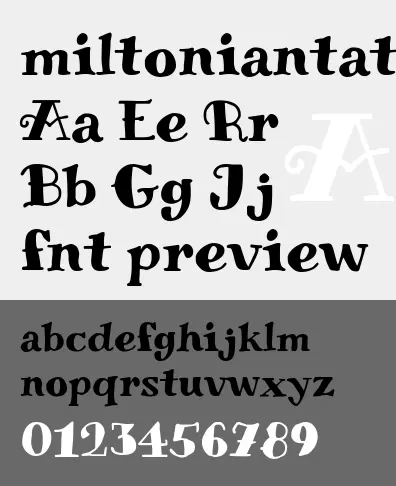 miltoniantat
Aa Ee Rr
A
Bb Gg Jj
fnt preview
abcdefghijklm
nopqrstuvwxyz
0123456789